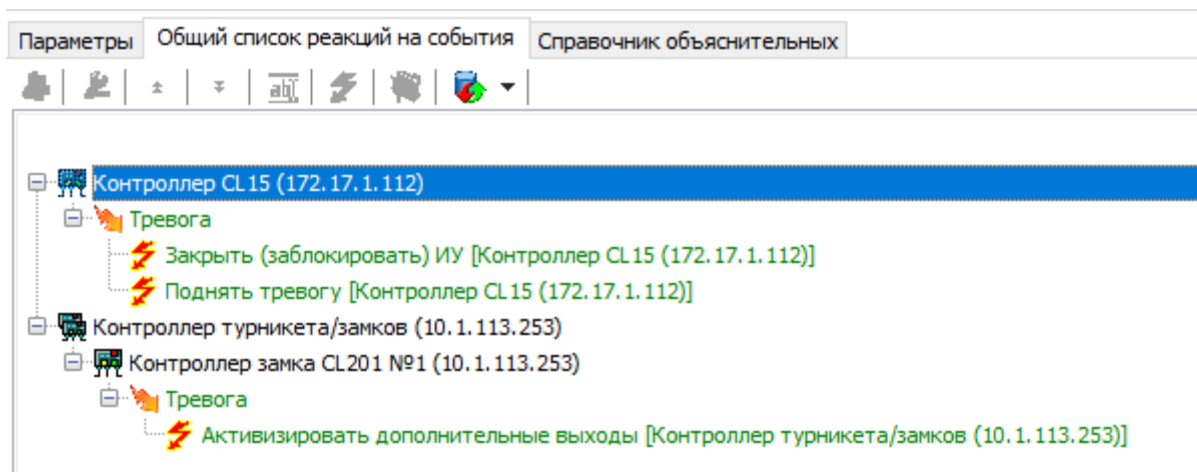 Параметры
Общий список реакций на события
Справочник объяснительных
ab
Контроллер CL15 (172.17.1.112)
Тревога
Закрыть (заблокировать) ИУ [Контроллер CL15 (172.17.1.112)]
Поднять тревогу [Контроллер CL15 (172.17.1.112)]
Контроллер турникета/замков (10.1.113.253)
Контроллер замка CL201 №1 (10.1.113.253)
Тревога
Активизировать дополнительные выходы [Контроллер турникета/замков (10.1.113.253)]